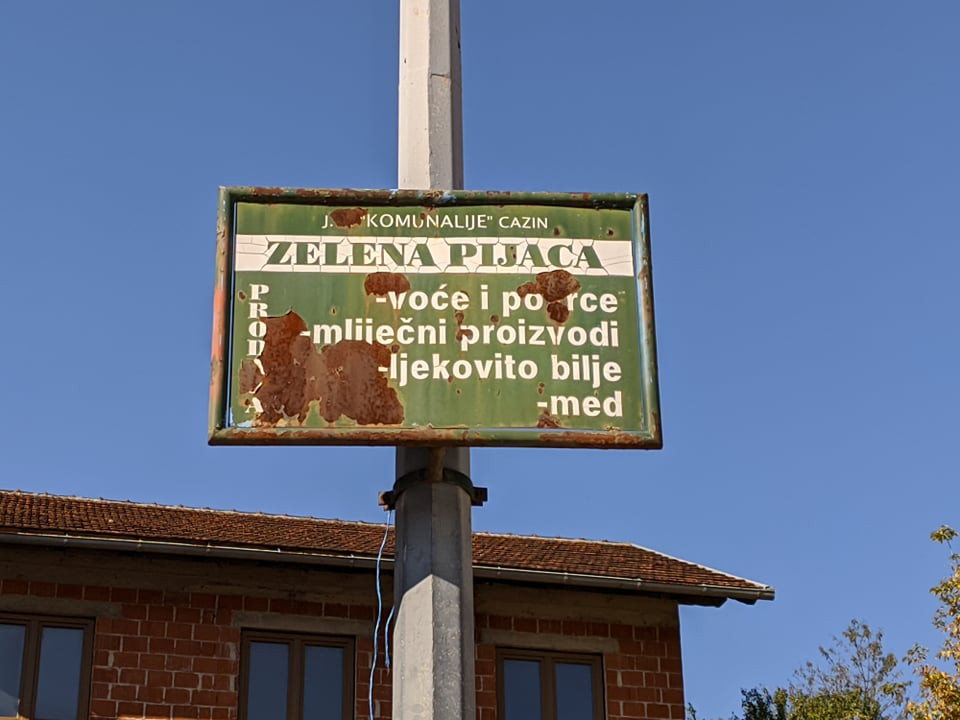 J. "KOMUNALIJE" CAZIN
ZELENA PIJACA
-voće i
-mliječni proizvodi
-ljekovito bilje
-med